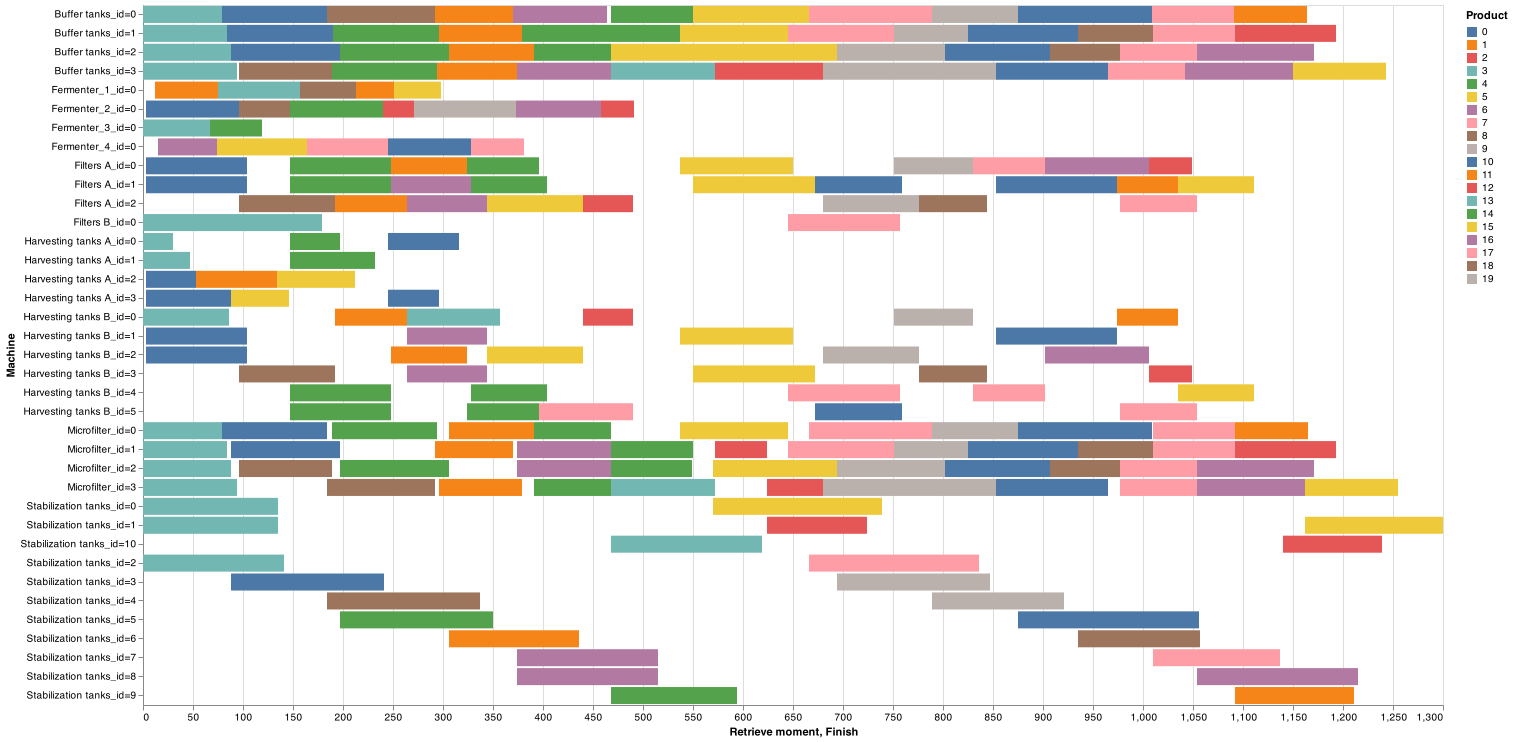 Machine
Buffer tanks_id=0
Buffer tanks_id=1
Buffer tanks_id=2
Buffer tanks_id=3
Fermenter_1_id=0
Fermenter_2_id=0
Fermenter_3_id=0
Fermenter_4_id=0
Filters A_id=0
Filters A_id=1
Filters A_id=2
Filters B_id=0
Harvesting tanks A_id=0
Harvesting tanks A_id=1
Harvesting tanks A_id=2
Harvesting tanks A_id=3
Harvesting tanks B_id=0
Harvesting tanks B_id=1
Harvesting tanks B_id=2
Harvesting tanks B_id=3
Harvesting tanks B_id=4
Harvesting tanks B_id=5
Microfilter_id=0
Microfilter_id=1
Microfilter_id=2
Microfilter_id=3
Stabilization tanks_id=0
Stabilization tanks_id=1
Stabilization tanks_id=10
Stabilization tanks_id=2
Stabilization tanks_id=3
Stabilization tanks_id=4
Stabilization tanks_id=5
Stabilization tanks_id=6
Stabilization tanks_id=7
Stabilization tanks_id=8
Stabilization tanks_id=9
0 50 100 150 200 250 300 350 400 450 500 550 600 650 700 750 800 850 900 950 1,000 1,050 1,100 1,150 1,200 1,250 1,300
Retrieve moment, Finish
Product
0
1
2
3
4
5
6
7
8
9
10
11
12
13
14
15
16
17
18
19